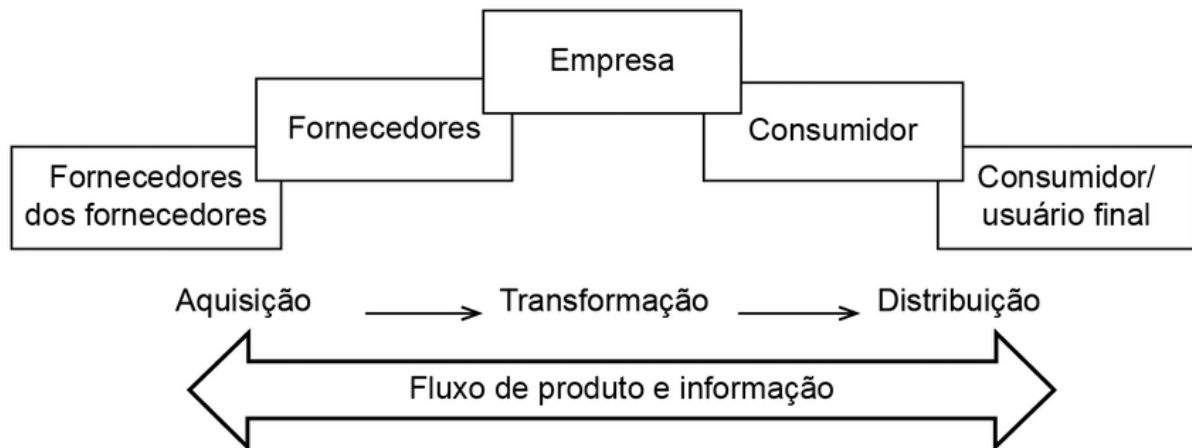 Empresa
Fornecedores
Consumidor
Fornecedores
dos fornecedores
Consumidor/
usuário final
Aquisição
Transformação
Distribuição
Fluxo de produto e informação